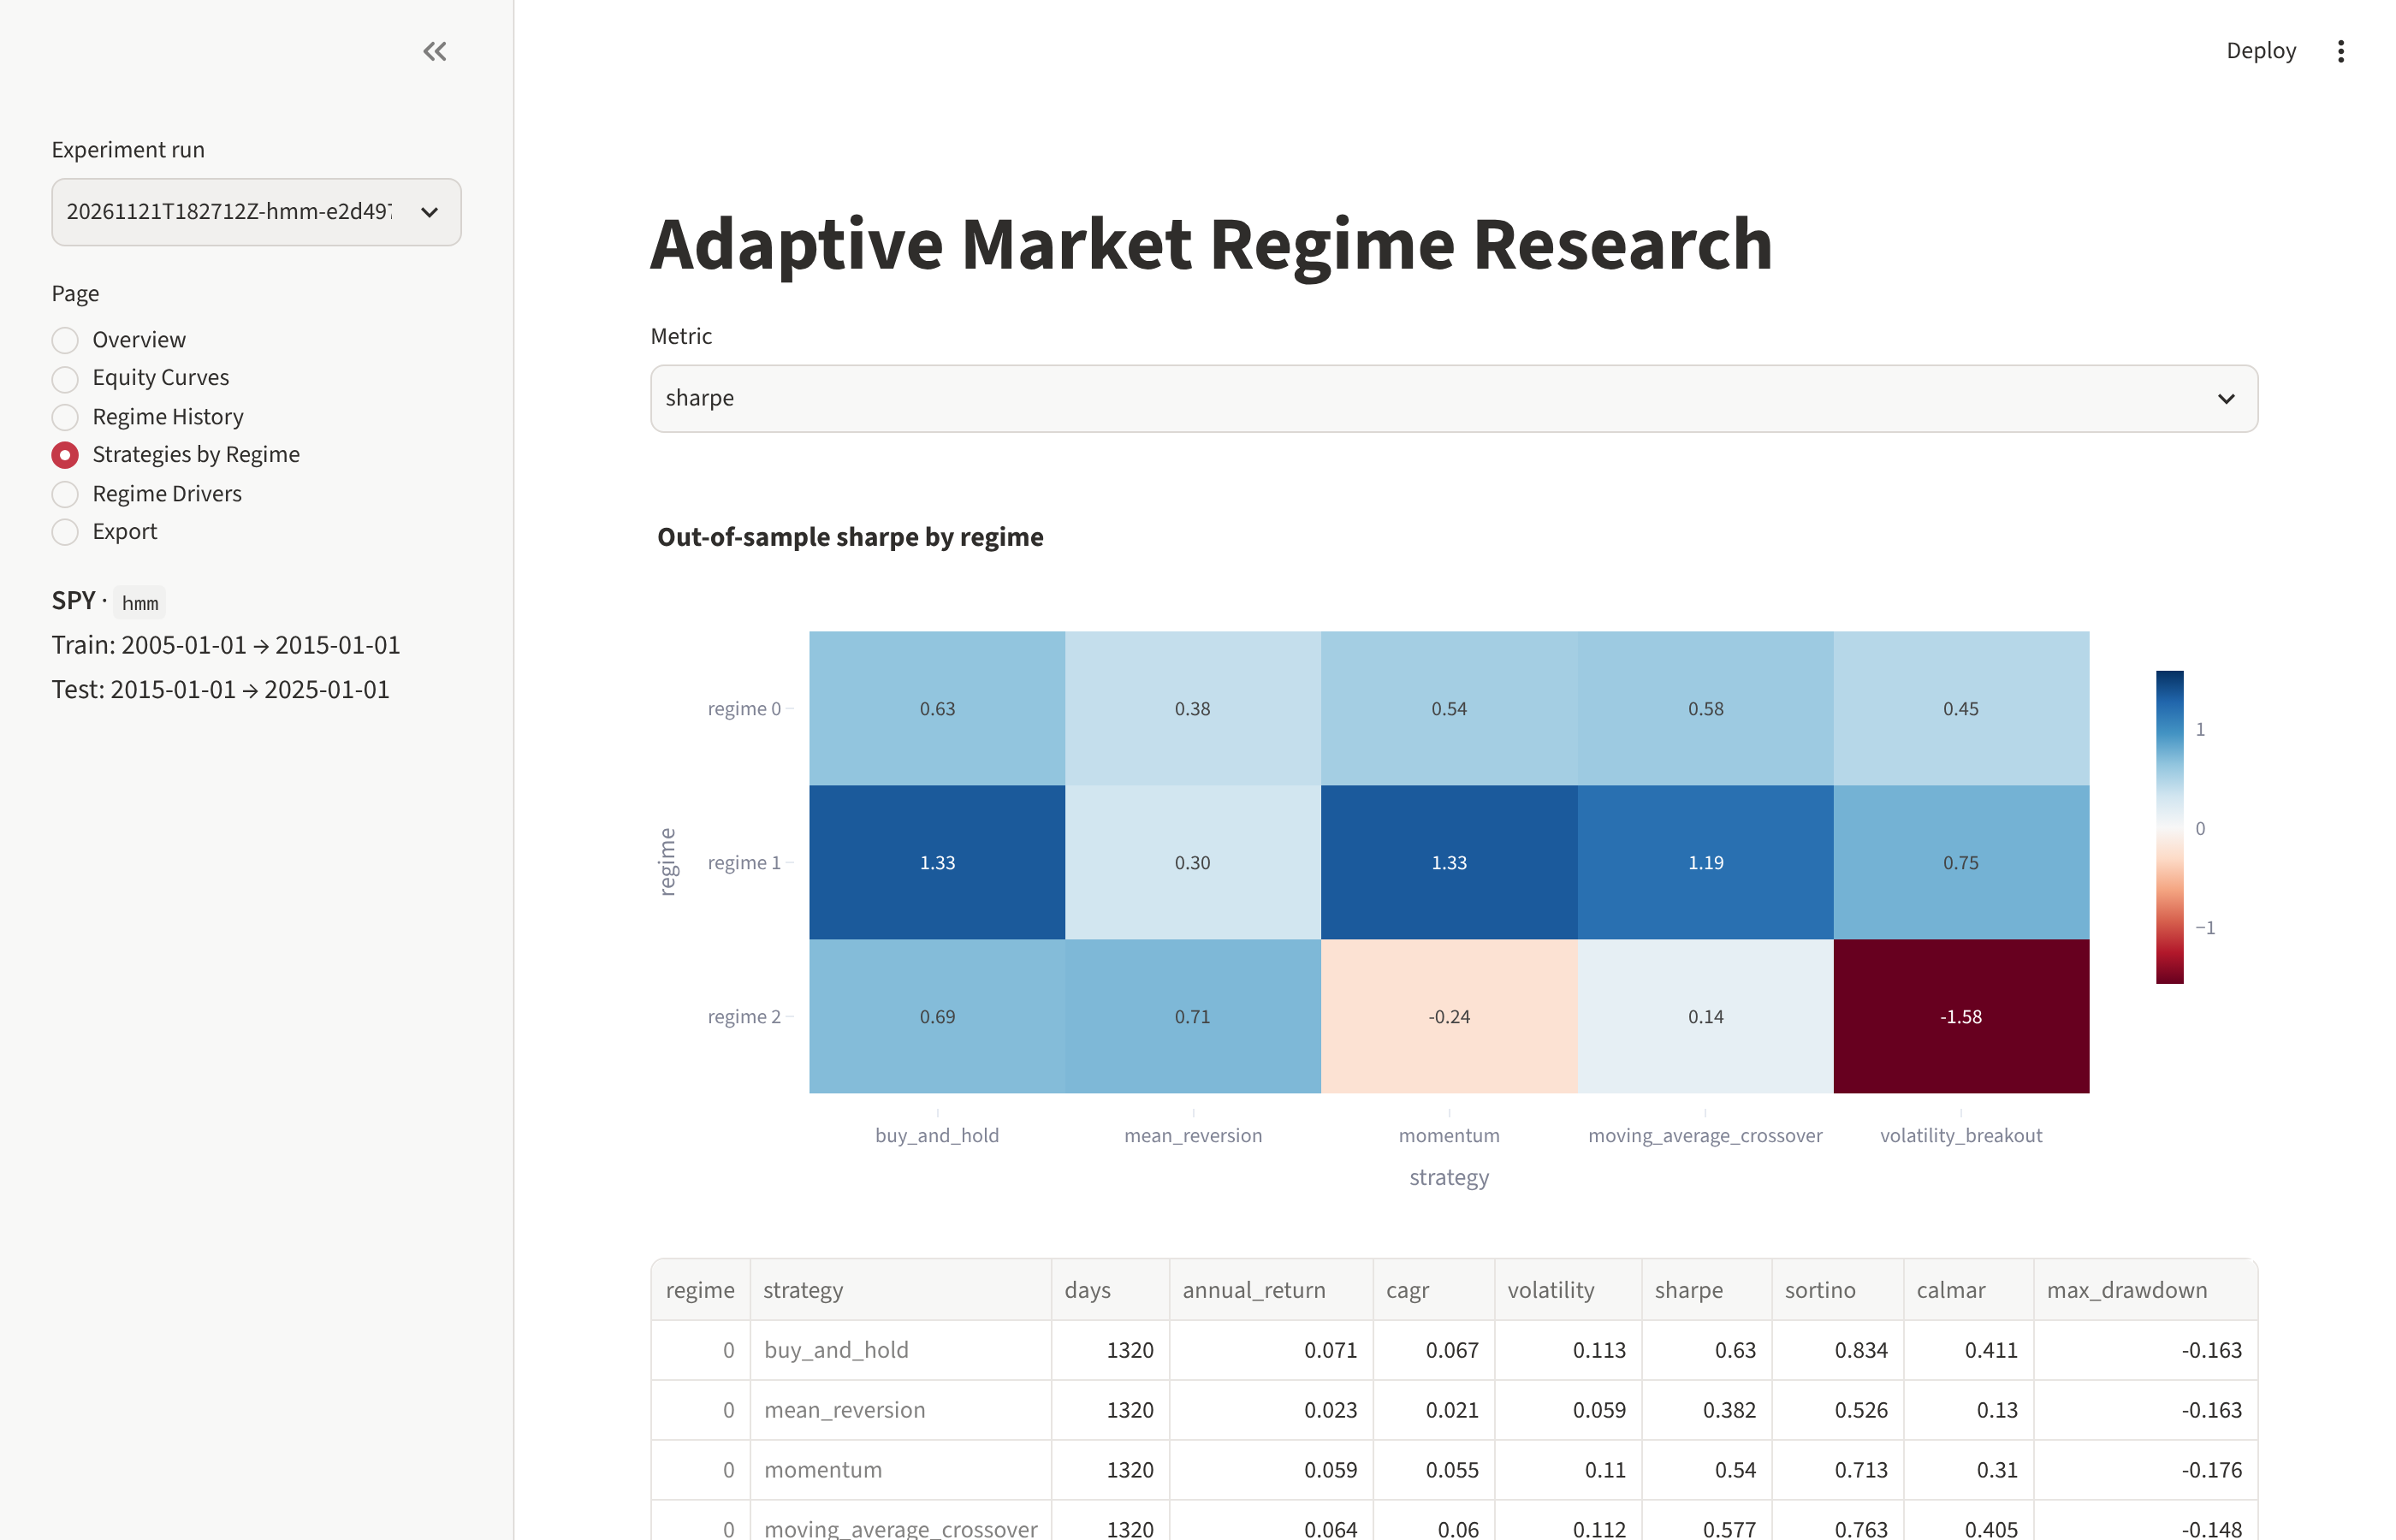 Deploy
Experiment run
20261121T182712Z-hmm-e2d497
Page
Overview
Equity Curves
Regime History
Strategies by Regime
Regime Drivers
Export
SPY · hmm
Train: 2005-01-01 → 2015-01-01
Test: 2015-01-01 → 2025-01-01
Adaptive Market Regime Research
Metric
sharpe
Out-of-sample sharpe by regime
regime
regime 0 0.63 0.38 0.54 0.58 0.45
regime 1 1.33 0.30 1.33 1.19 0.75
regime 2 0.69 0.71 -0.24 0.14 -1.58
buy_and_hold mean_reversion momentum moving_average_crossover volatility_breakout
strategy
1
0
−1
regime strategy days annual_return cagr volatility sharpe sortino calmar max_drawdown
0 buy_and_hold 1320 0.071 0.067 0.113 0.63 0.834 0.411 -0.163
0 mean_reversion 1320 0.023 0.021 0.059 0.382 0.526 0.13 -0.163
0 momentum 1320 0.059 0.055 0.11 0.54 0.713 0.31 -0.176
0 moving_average_crossover 1320 0.064 0.06 0.112 0.577 0.763 0.405 -0.148